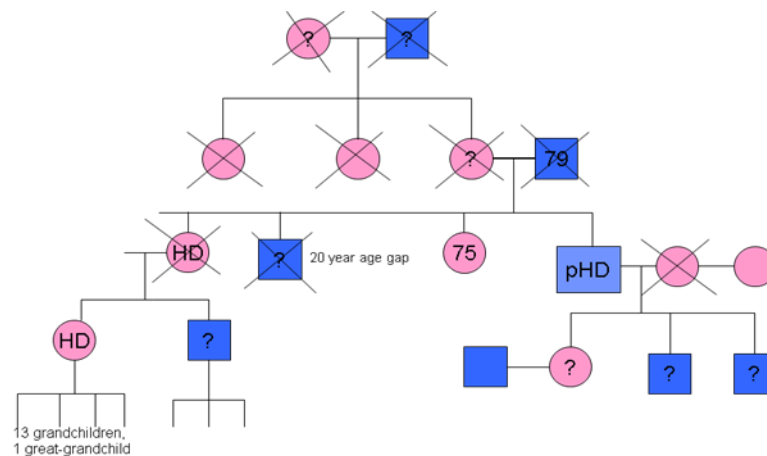 ? ?
? 79
HD ? 20 year age gap 75 pHD
HD ? ? ? ?
13 grandchildren,
1 great-grandchild